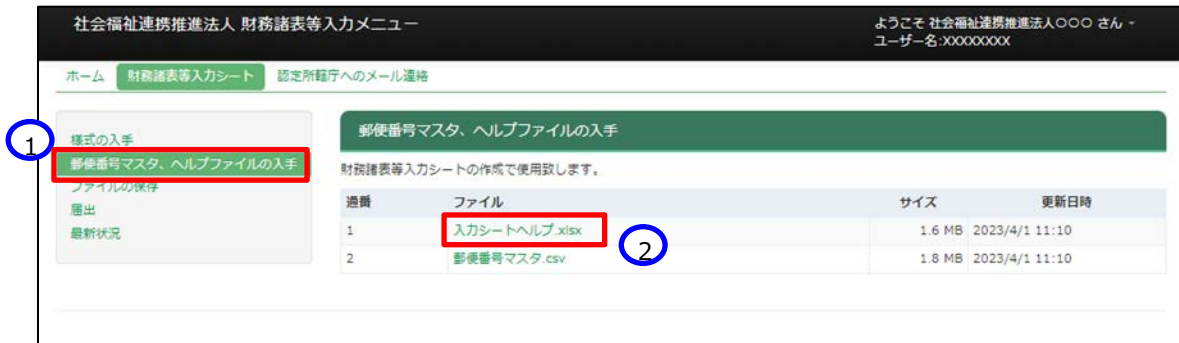 社会福祉連携推進法人 財務諸表等入力メニュー
ようこそ 社会福祉連携推進法人〇〇〇 さん
ユーザー名:XXXXXXXX
ホーム 財務諸表等入力シート 認定所轄庁へのメール連絡
1
様式の入手
郵便番号マスタ、ヘルプファイルの入手
ファイルの保存
届出
最新状況
郵便番号マスタ、ヘルプファイルの入手
財務諸表等入力シートの作成で使用致します。
通番 ファイル サイズ 更新日時
1 入力シートヘルプ.xlsx 1.6 MB 2023/4/1 11:10
2
2 郵便番号マスタ.csv 1.8 MB 2023/4/1 11:10